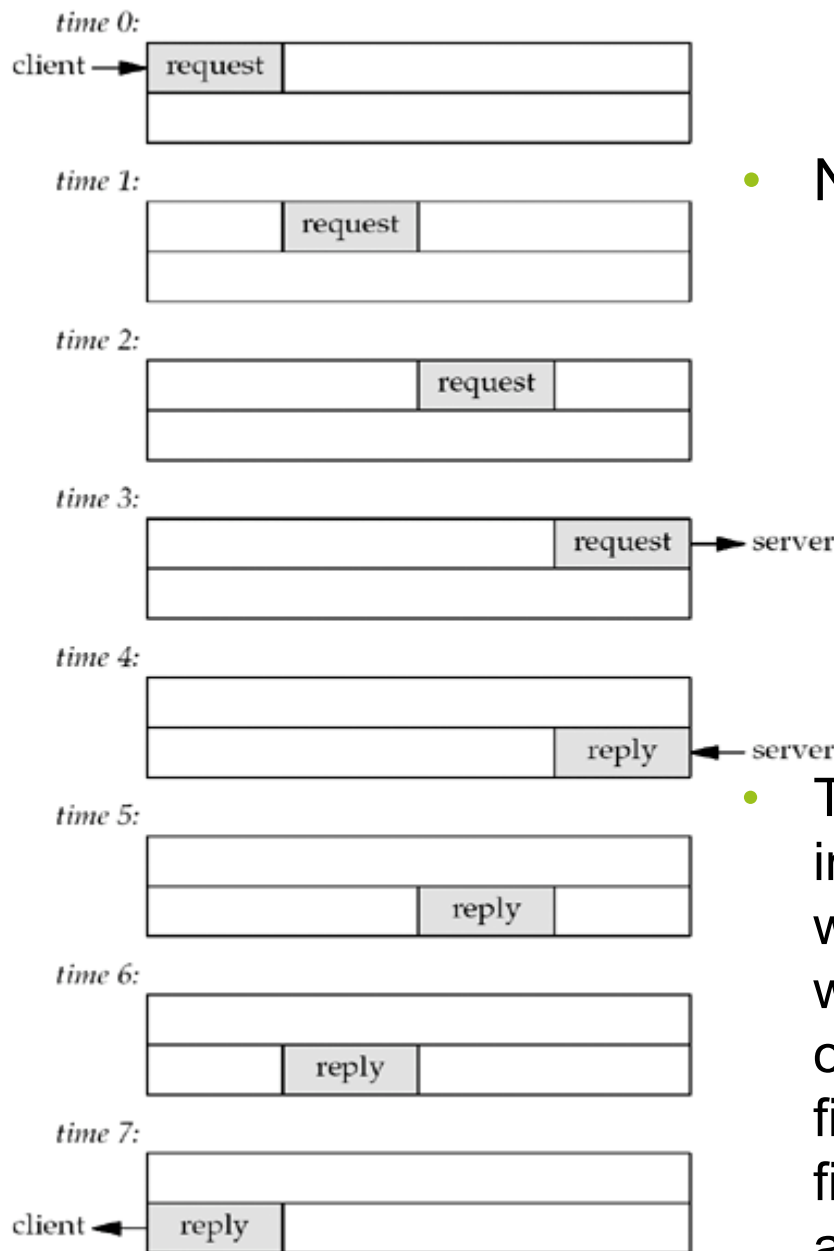 time 0:
client request
time 1:
request
time 2:
request
time 3:
request server
time 4:
reply server
time 5:
reply
time 6:
reply
time 7:
client reply